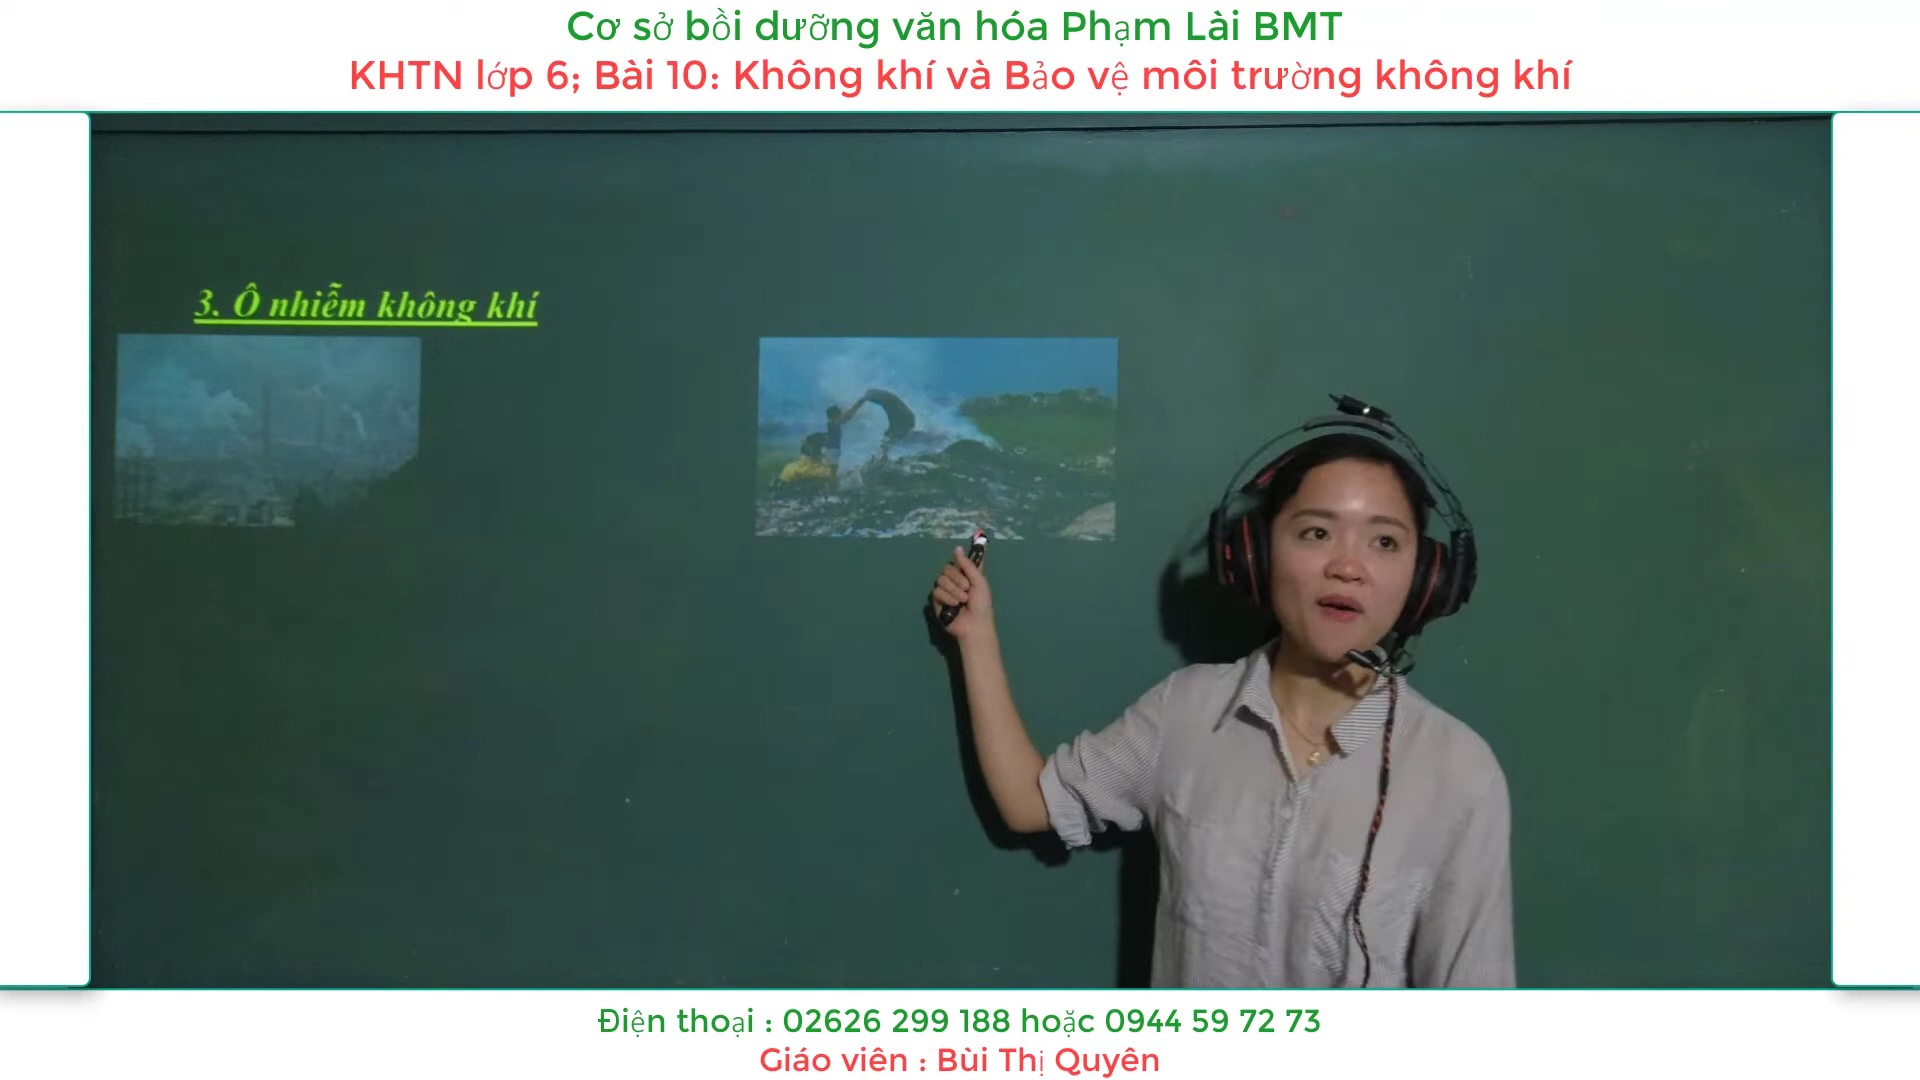 Cơ sở bồi dưỡng văn hóa Phạm Lài BMT
KHTN lớp 6; Bài 10: Không khí và Bảo vệ môi trường không khí
3. Ô nhiễm không khí
Điện thoại : 02626 299 188 hoặc 0944 59 72 73
Giáo viên : Bùi Thị Quyên